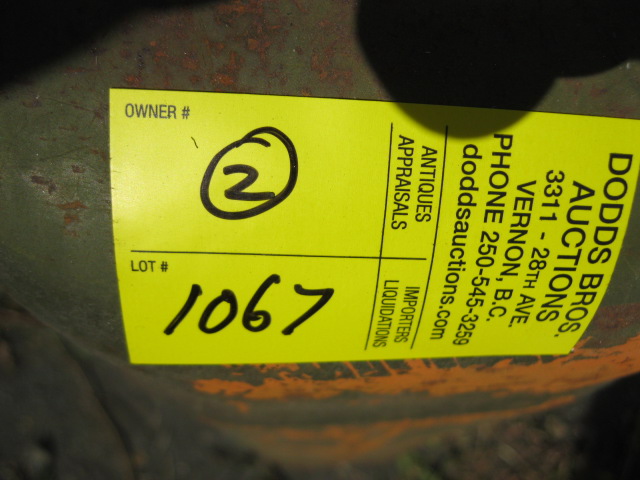 OWNER #
2
LOT #
1067
ANTIQUES
APPRAISALS
IMPORTERS
LIQUIDATIONS
DODDS BROS.
AUCTIONS
3311 - 28TH AVE.
VERNON, B.C.
PHONE 250-545-3259
doddsauctions.com